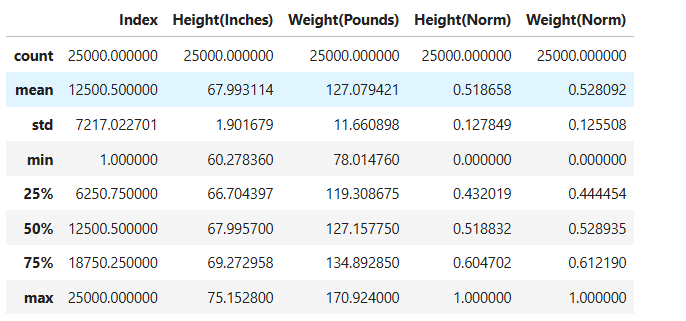 Index Height(Inches) Weight(Pounds) Height(Norm) Weight(Norm)
count 25000.000000 25000.000000 25000.000000 25000.000000 25000.000000
mean 12500.500000 67.993114 127.079421 0.518658 0.528092
std 7217.022701 1.901679 11.660898 0.127849 0.125508
min 1.000000 60.278360 78.014760 0.000000 0.000000
25% 6250.750000 66.704397 119.308675 0.432019 0.444454
50% 12500.500000 67.995700 127.157750 0.518832 0.528935
75% 18750.250000 69.272958 134.892850 0.604702 0.612190
max 25000.000000 75.152800 170.924000 1.000000 1.000000